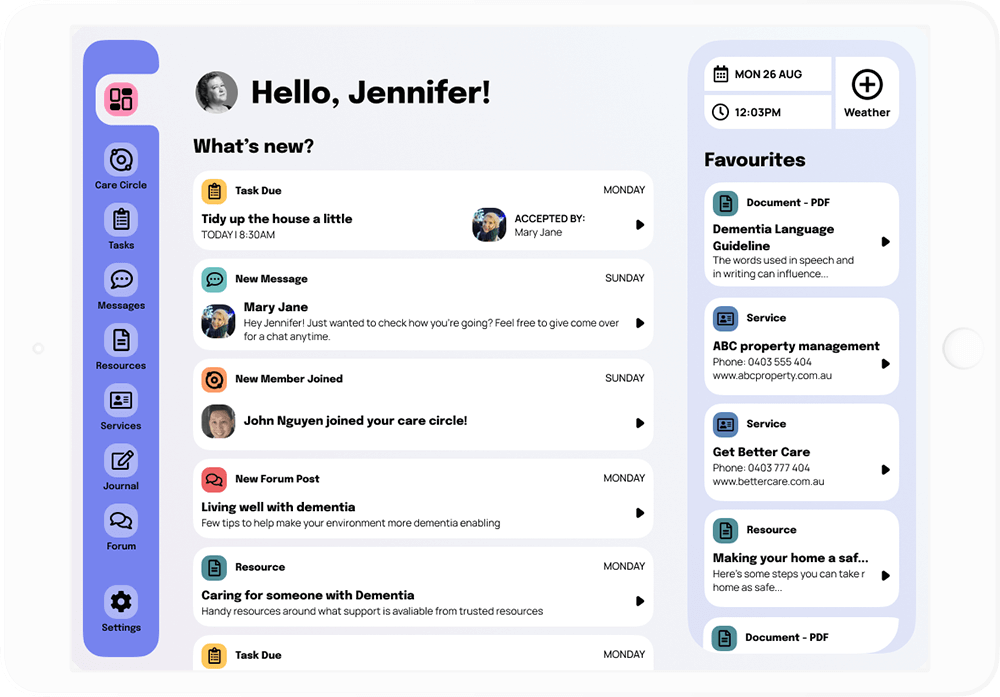 Hello, Jennifer!
What's new?
Care Circle
Tasks
Messages
Resources
Services
Journal
Forum
Settings
Task Due
MONDAY
Tidy up the house a little
TODAY | 8:30AM
ACCEPTED BY:
Mary Jane
New Message
SUNDAY
Mary Jane
Hey Jennifer! Just wanted to check how you're going? Feel free to give come over
for a chat anytime.
New Member Joined
SUNDAY
John Nguyen joined your care circle!
New Forum Post
MONDAY
Living well with dementia
Few tips to help make your environment more dementia enabling
Resource
MONDAY
Caring for someone with Dementia
Handy resources around what support is avaliable from trusted resources
Task Due
MONDAY
MON 26 AUG
12:03PM
Weather
Favourites
Document - PDF
Dementia Language
Guideline
The words used in speech and
in writing can influence...
Service
ABC property management
Phone: 0403 555 404
www.abcproperty.com.au
Service
Get Better Care
Phone: 0403 777 404
www.bettercare.com.au
Resource
Making your home a saf...
Here's some steps you can take r
home as safe...
Document - PDF